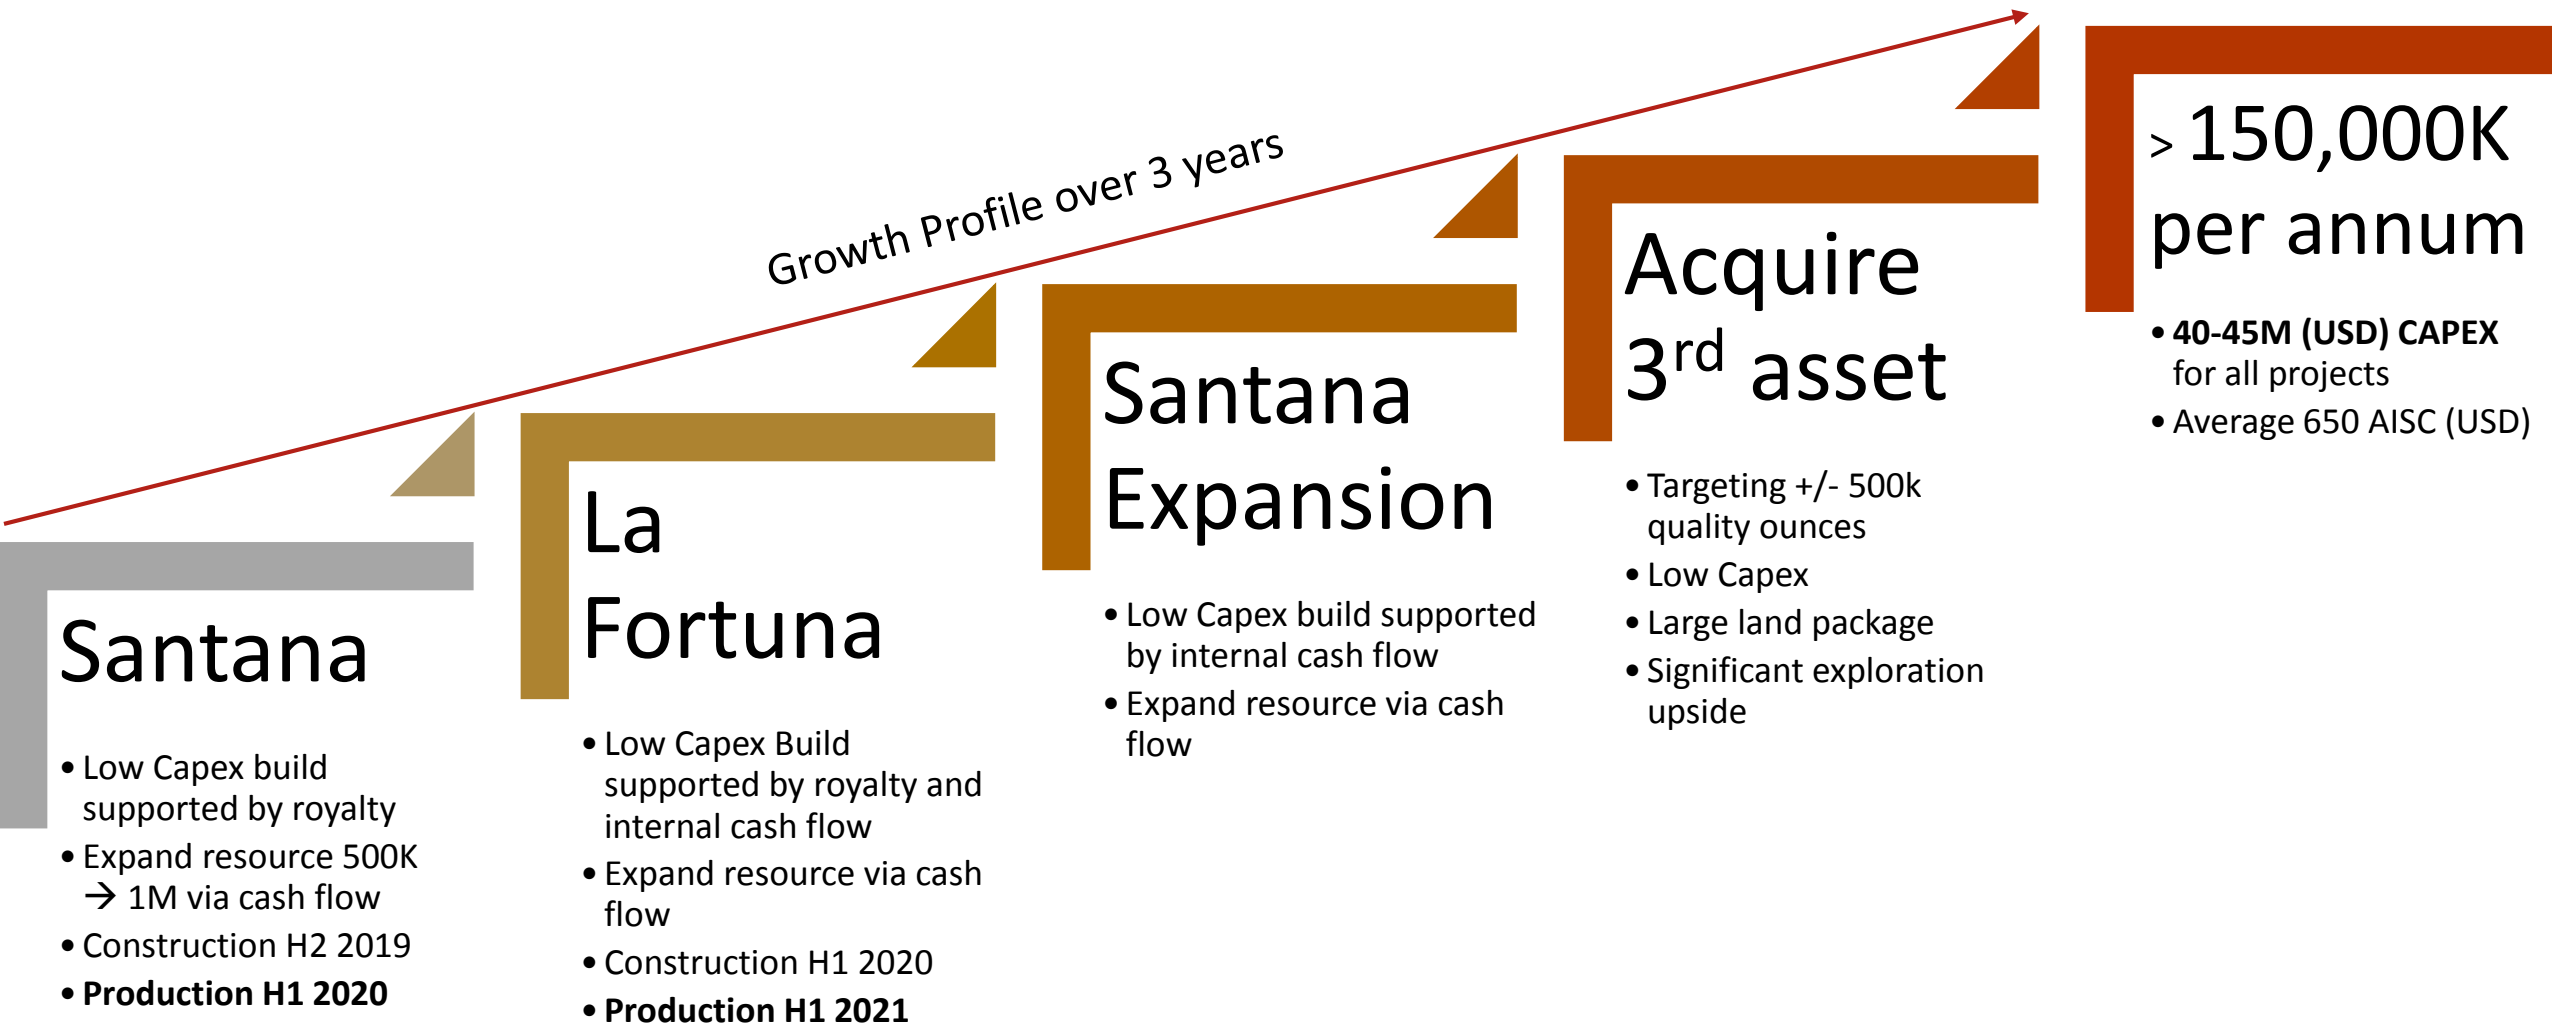 Growth Profile over 3 years
Santana
• Low Capex build
supported by royalty
• Expand resource 500K
→ 1M via cash flow
• Construction H2 2019
• Production H1 2020
La
Fortuna
• Low Capex Build
supported by royalty and
internal cash flow
• Expand resource via cash
flow
• Construction H1 2020
• Production H1 2021
Santana
Expansion
• Low Capex build supported
by internal cash flow
• Expand resource via cash
flow
Acquire
3rd asset
• Targeting +/- 500k
quality ounces
• Low Capex
• Large land package
• Significant exploration
upside
> 150,000K
per annum
• 40-45M (USD) CAPEX
for all projects
• Average 650 AISC (USD)